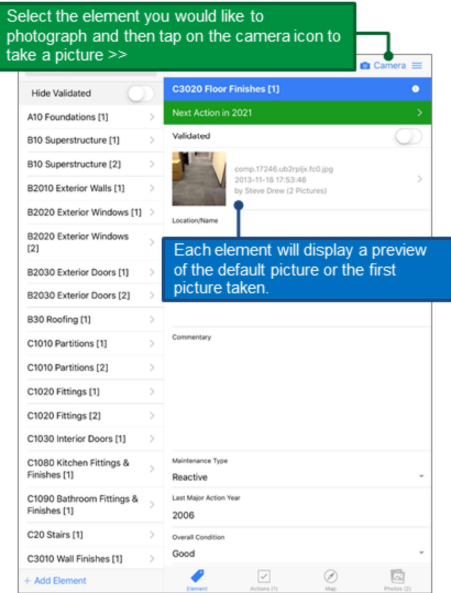 Select the element you would like to
photograph and then tap on the camera icon to
take a picture >>
Camera
Hide Validated
A10 Foundations [1]
B10 Superstructure [1]
B10 Superstructure [2]
B2010 Exterior Walls [1]
B2020 Exterior Windows [1]
B2020 Exterior Windows
[2]
B2030 Exterior Doors [1]
B2030 Exterior Doors [2]
B30 Roofing [1]
C1010 Partitions [1]
C1010 Partitions [2]
C1020 Fittings [1]
C1020 Fittings [2]
C1030 Interior Doors [1]
C1080 Kitchen Fittings &
Finishes [1]
C1090 Bathroom Fittings &
Finishes [1]
C20 Stairs [1]
C3010 Wall Finishes [1]
+ Add Element
C3020 Floor Finishes [1]
Next Action in 2021
Validated
comp.17246.ub2rpljx.fc0.jpg
2013-11-18 17:53:46
by Steve Drew (2 Pictures)
Location/Name
Each element will display a preview
of the default picture or the first
picture taken.
Commentary
Maintenance Type
Reactive
Last Major Action Year
2006
Overall Condition
Good
Element
Actions (1)
Map
Photos (2)